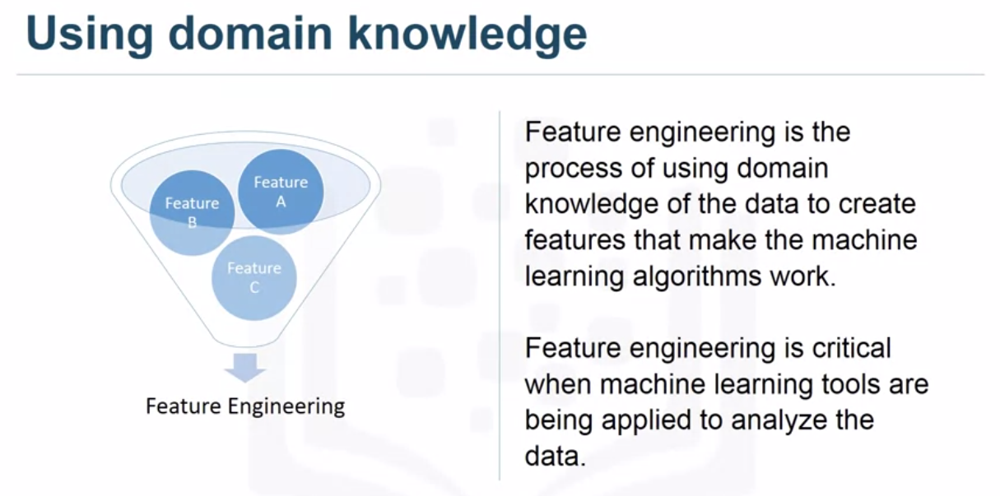 Using domain knowledge
Feature
A
Feature
B
Feature
C
Feature Engineering
Feature engineering is the
process of using domain
knowledge of the data to create
features that make the machine
learning algorithms work.
Feature engineering is critical
when machine learning tools are
being applied to analyze the
data.